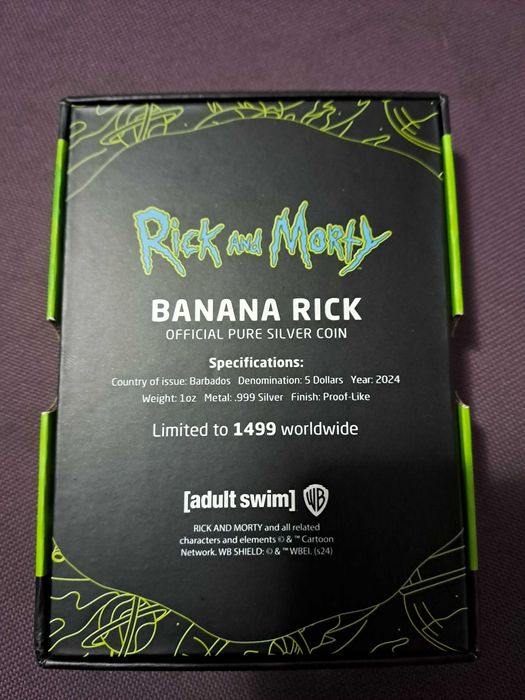 Rick and Morty
BANANA RICK
OFFICIAL PURE SILVER COIN
Specifications:
Country of issue: Barbados Denomination: 5 Dollars Year: 2024
Weight: 1oz Metal: .999 Silver Finish: Proof-Like
Limited to 1499 worldwide
[adult swim] WB
RICK AND MORTY and all related
characters and elements © & ™ Cartoon
Network. WB SHIELD: © & ™ WBEI. (s24)